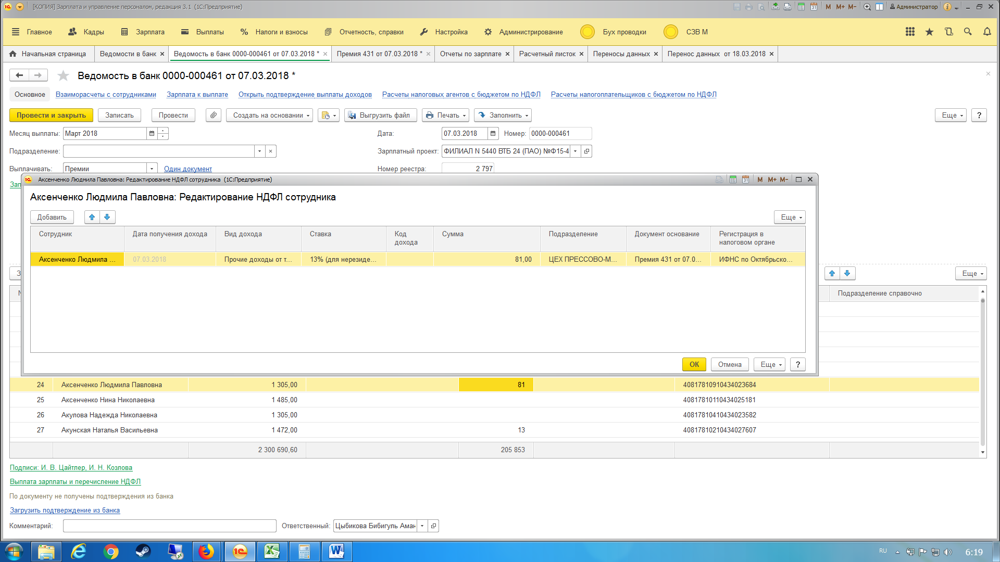 [КОПИЯ] Зарплата и управление персоналом, редакция 3.1 (1С:Предприятие)
M M+ M- Администратор
Главное Кадры Зарплата Выплаты Налоги и взносы Отчетность, справки Настройка Администрирование Бух проводки СЗВ М
Начальная страница Ведомости в банк Ведомость в банк 0000-000461 от 07.03.2018 * Премия 431 от 07.03.2018 * Отчеты по зарплате Расчетный листок Переносы данных Перенос данных от 18.03.2018
Ведомость в банк 0000-000461 от 07.03.2018 *
Основное Взаиморасчеты с сотрудниками Зарплата к выплате Открыть подтверждение выплаты доходов Расчеты налоговых агентов с бюджетом по НДФЛ Расчеты налогоплательщиков с бюджетом по НДФЛ
Провести и закрыть Записать Провести Создать на основании Выгрузить файл Печать Заполнить Еще ?
Месяц выплаты: Март 2018 Дата: 07.03.2018 Номер: 0000-000461
Подразделение: Зарплатный проект: ФИЛИАЛ N 5440 ВТБ 24 (ПАО) №Ф15-4
Выплачивать: Премии Один документ Номер реестра: 2 797
Зап
Аксенченко Людмила Павловна: Редактирование НДФЛ сотрудника (1С:Предприятие) 31 M M+ M-
Аксенченко Людмила Павловна: Редактирование НДФЛ сотрудника
Добавить Еще
Сотрудник Дата получения дохода Вид дохода Ставка Код дохода Сумма Подразделение Документ основание Регистрация в налоговом органе
Аксенченко Людмила ... 07.03.2018 Прочие доходы от т... 13% (для нерезиде... 81,00 ЦЕХ ПРЕССОВО-М... Премия 431 от 07.0... ИФНС по Октябрьско...
З Еще
Подразделение справочно
ОК Отмена Еще ?
24 Аксенченко Людмила Павловна 1 305,00 81 40817810910434023684
25 Аксенченко Нина Николаевна 1 485,00 40817810110434025181
26 Акулова Надежда Николаевна 1 305,00 40817810410434023582
27 Акунская Наталья Васильевна 1 472,00 13 40817810210434027607
2 300 690,60 205 853
Подписи: И. В. Цайтлер, И. Н. Козлова
Выплата зарплаты и перечисление НДФЛ
По документу не получены подтверждения из банка
Загрузить подтверждение из банка
Комментарий: Ответственный: Цыбикова Бибигуль Аман
RU 6:19